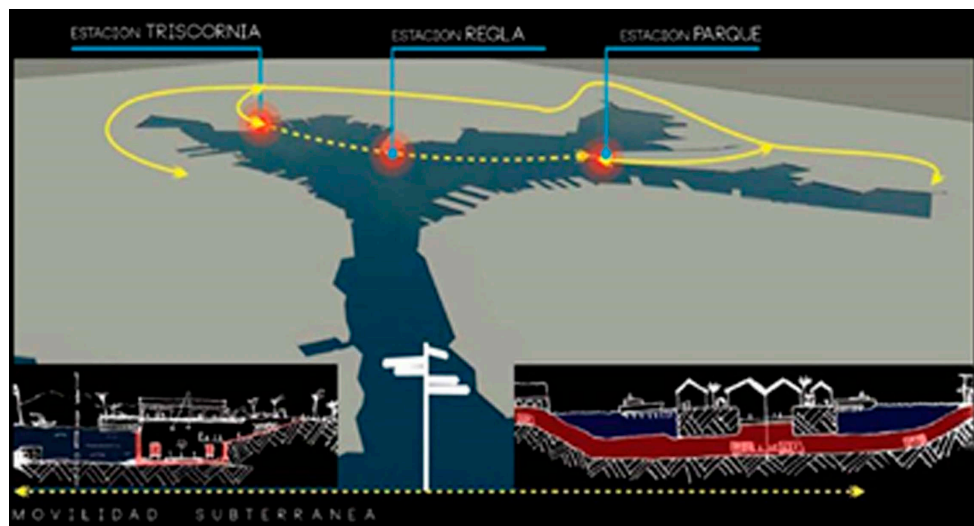 ESTACION TRISCORNIA
ESTACION REGLA
ESTACION PARQUE
MOVILIDAD SUBTERRANEA